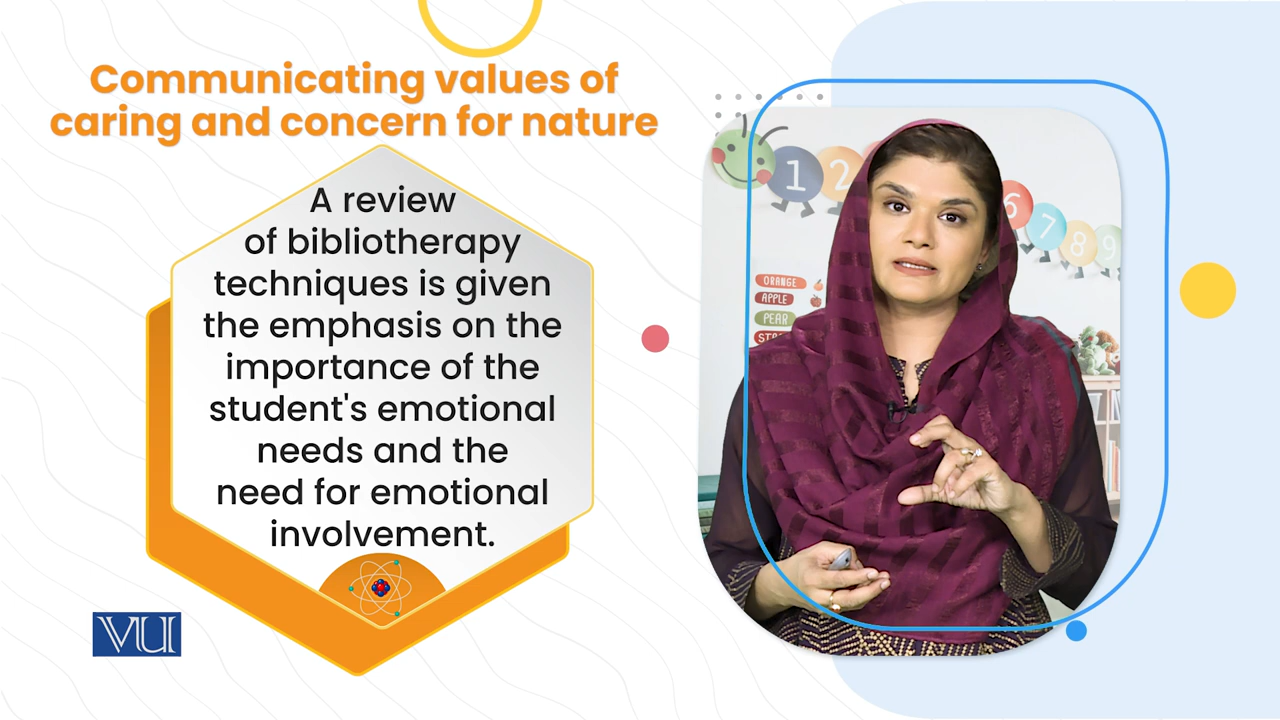 Communicating values of
caring and concern for nature
A review
of bibliotherapy
techniques is given
the emphasis on the
importance of the
student's emotional
needs and the
need for emotional
involvement.
VU
1
2
6
7
8
9
ORANGE
APPLE
PEAR